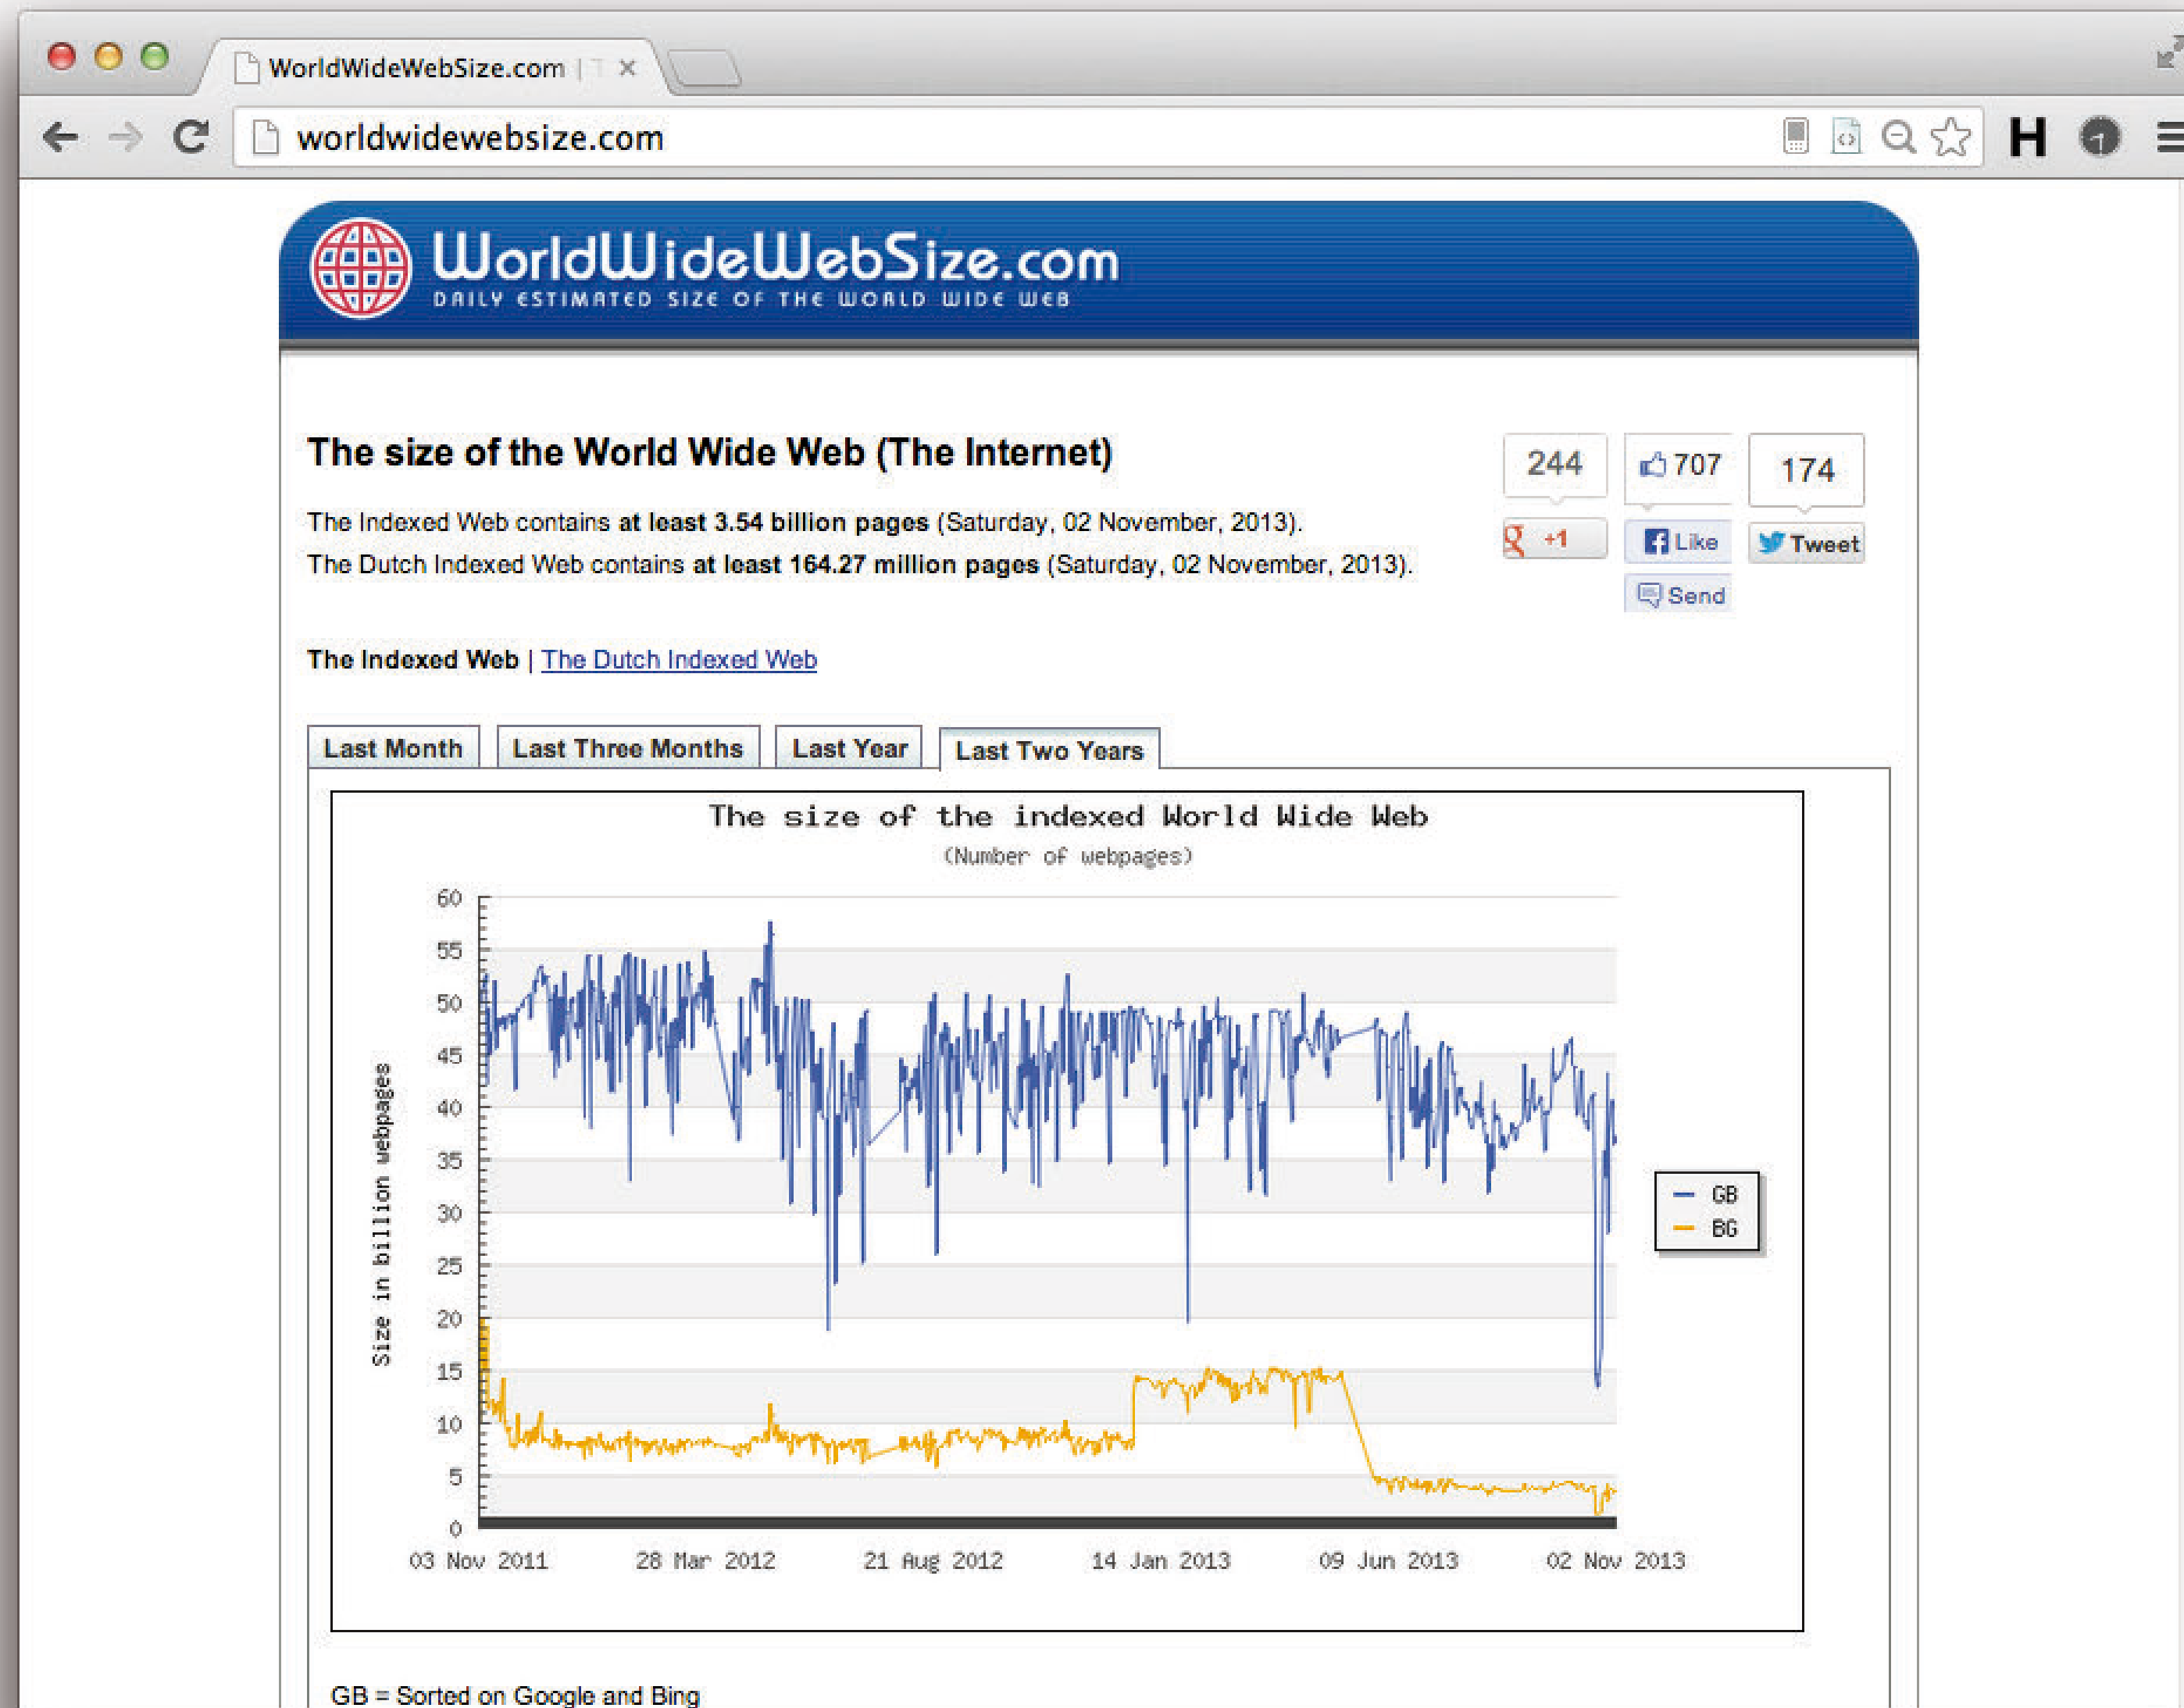 WorldWideWebSize.com | T
worldwidewebsize.com
H
WorldWideWebSize.com
DAILY ESTIMATED SIZE OF THE WORLD WIDE WEB
The size of the World Wide Web (The Internet)
244 707 174
The Indexed Web contains at least 3.54 billion pages (Saturday, 02 November, 2013).
+1 Like Tweet
The Dutch Indexed Web contains at least 164.27 million pages (Saturday, 02 November, 2013).
Send
The Indexed Web | The Dutch Indexed Web
Last Month Last Three Months Last Year Last Two Years
The size of the indexed World Wide Web
(Number of webpages)
Size in billion webpages
60
55
50
45
40
35
30
25
20
15
10
5
0
GB
BG
03 Nov 2011 28 Mar 2012 21 Aug 2012 14 Jan 2013 09 Jun 2013 02 Nov 2013
GB = Sorted on Google and Bing